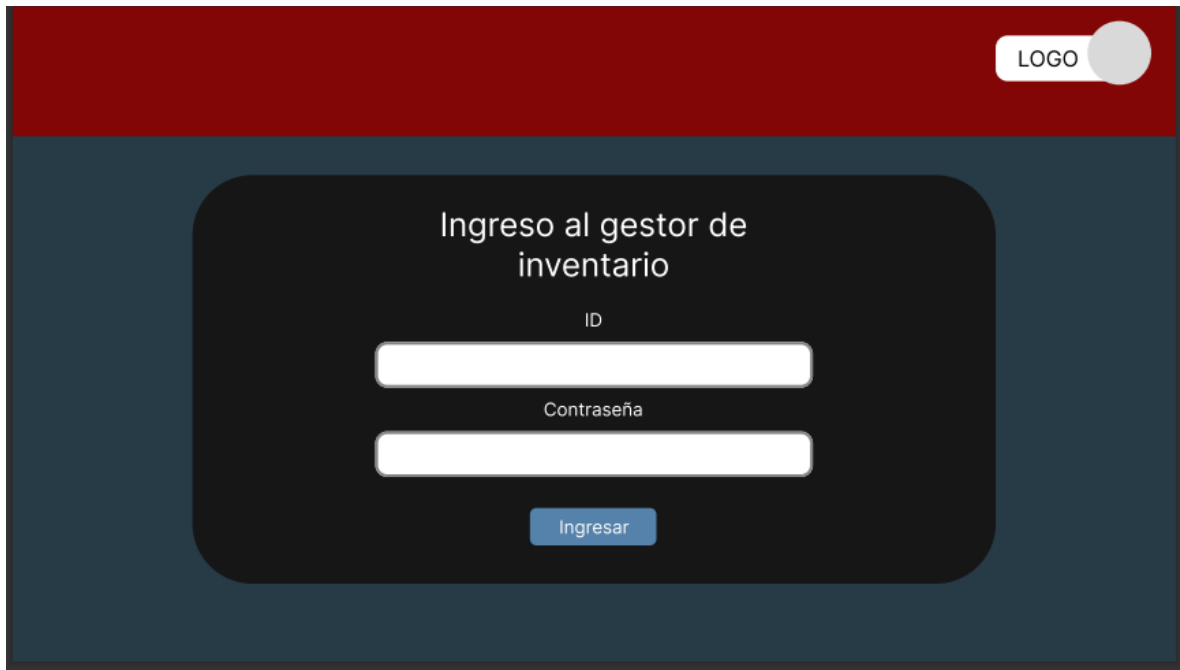 LOGO
Ingreso al gestor de
inventario
ID
Contraseña
Ingresar